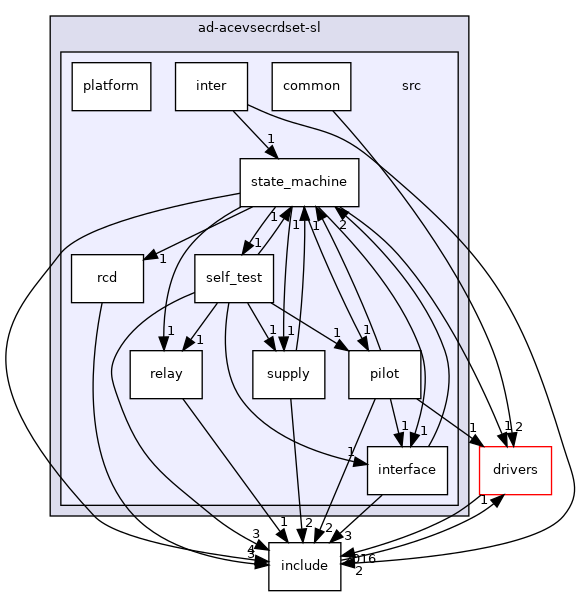 ad-acevsecrdset-sl
platform
inter
common
src
1
state_machine
1
1
1
1
2
1
rcd
self_test
1
1
1
1
1
1
relay
supply
pilot
1
1
1
1
2
1
interface
drivers
1
3
1
2
2
3
4
3
016
2
include